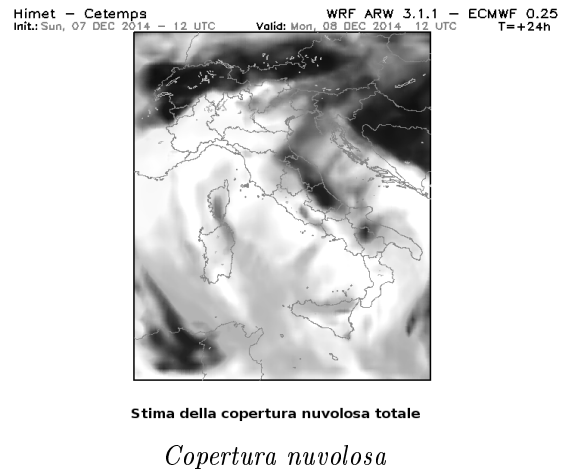 Himet – Cetemps WRF ARW 3.1.1 – ECMWF 0.25
Init.: Sun, 07 DEC 2014 – 12 UTC Valid: Mon, 08 DEC 2014 12 UTC T=+24h
Stima della copertura nuvolosa totale
Copertura nuvolosa